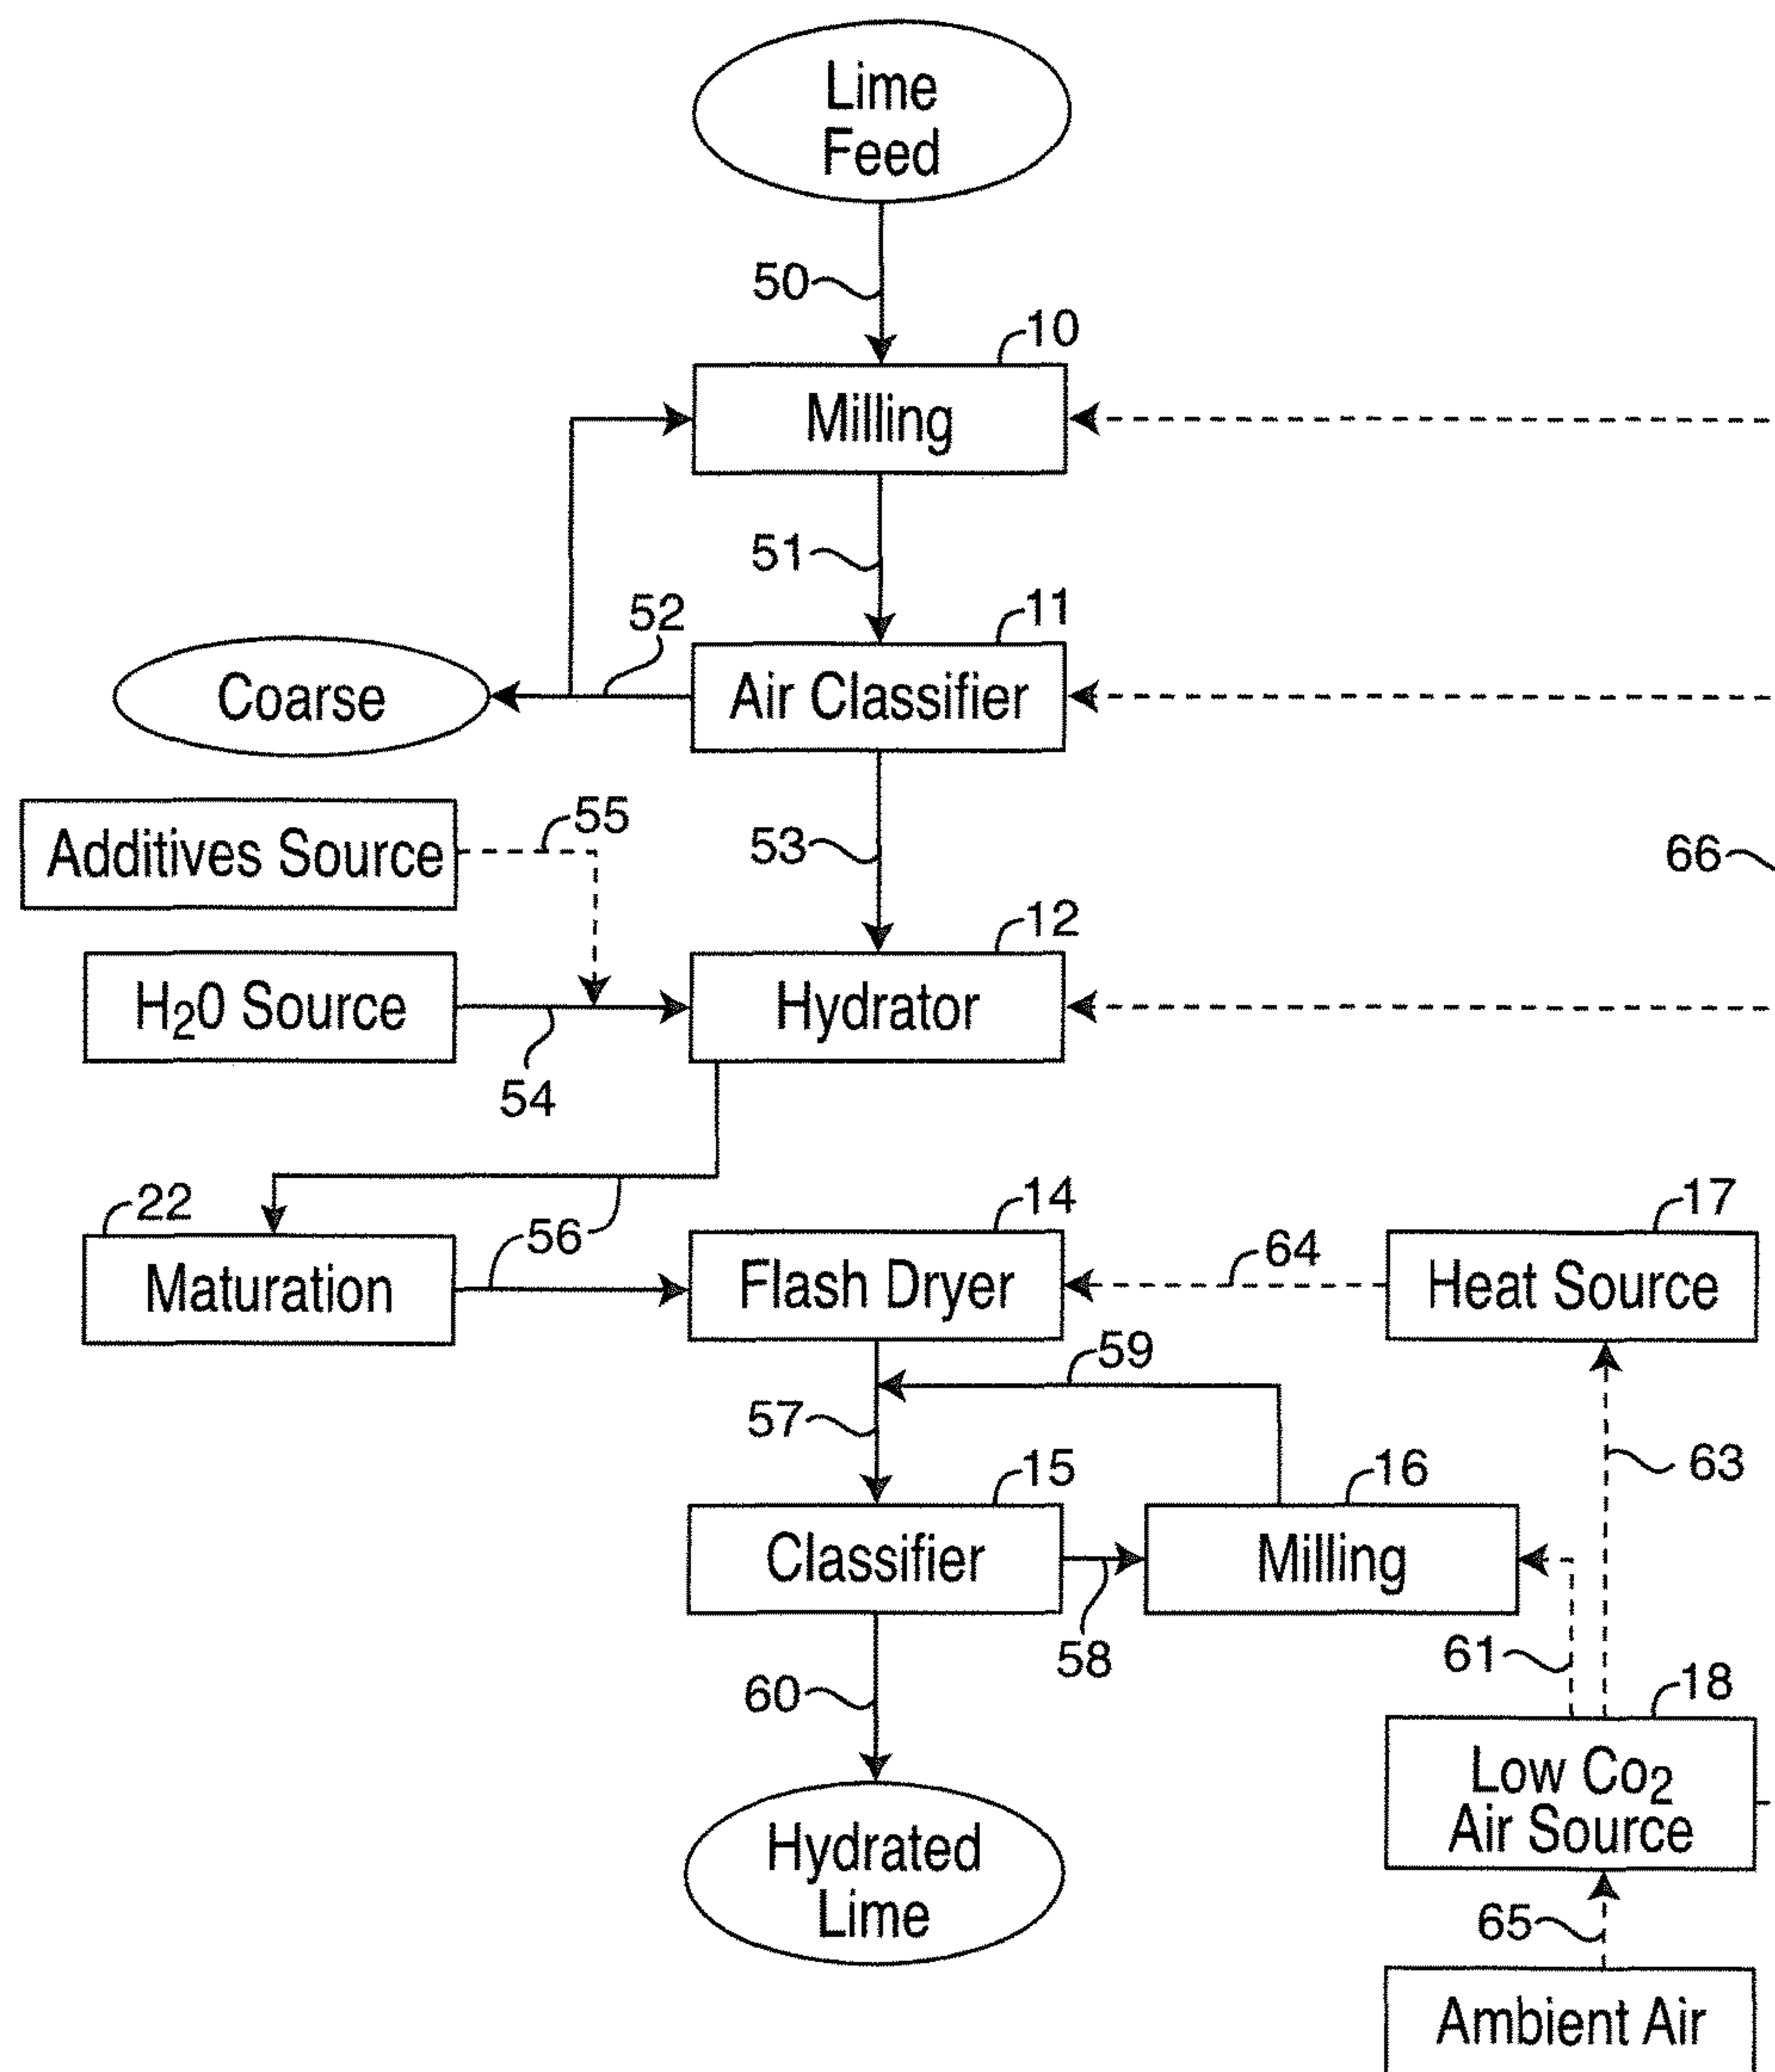 Lime
Feed
50
10
Milling
51
52
11
Coarse
Air Classifier
Additives Source
55
53
66
12
H₂0 Source
Hydrator
54
22
56
14
17
Maturation
Flash Dryer
64
Heat Source
59
57
63
15
16
Classifier
Milling
58
61
60
18
Low Co₂
Air Source
Hydrated
Lime
65
Ambient Air